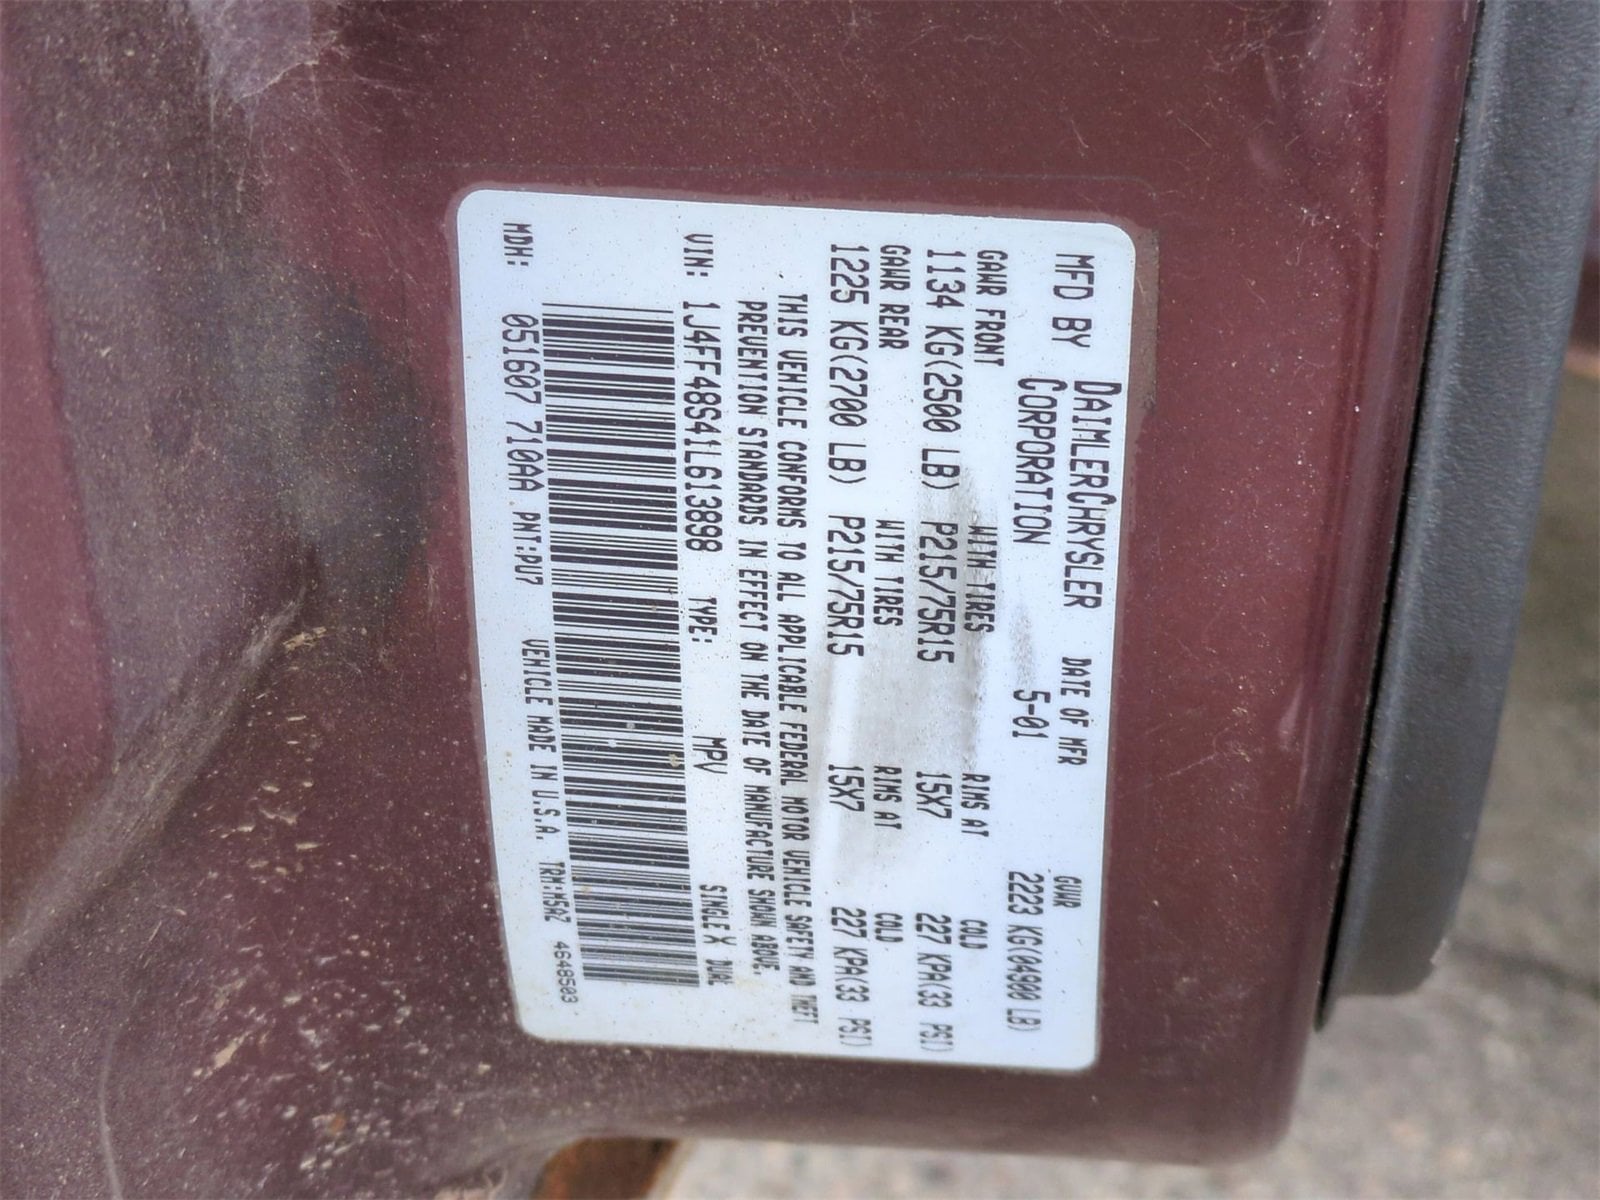 MFD BY DAIMLERCHRYSLER DATE OF MFR GVWR
CORPORATION 5-01 2223 KG(04900 LB)
GAWR FRONT WITH TIRES RIMS AT COLD
1134 KG(2500 LB) P215/75R15 15X7 227 KPA(33 PSI)
GAWR REAR WITH TIRES RIMS AT COLD
1225 KG(2700 LB) P215/75R15 15X7 227 KPA(33 PSI)
THIS VEHICLE CONFORMS TO ALL APPLICABLE FEDERAL MOTOR VEHICLE SAFETY AND THEFT
PREVENTION STANDARDS IN EFFECT ON THE DATE OF MANUFACTURE SHOWN ABOVE.
VIN: 1J4FF48S41L613898 TYPE: MPV SINGLE X DUAL
MDH: 051607 710AA PNT:PV7 VEHICLE MADE IN U.S.A. TRM:M5AZ 4648503